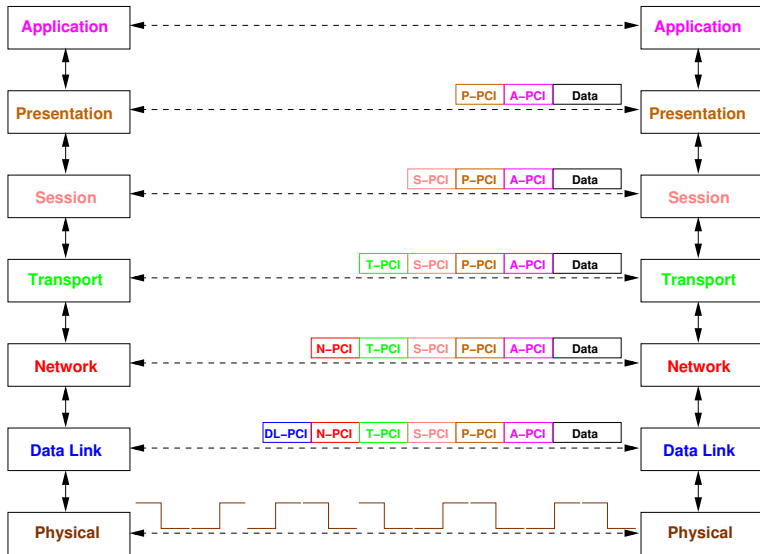 Application Application
P–PCI A–PCI Data
Presentation Presentation
S–PCI P–PCI A–PCI Data
Session Session
T–PCI S–PCI P–PCI A–PCI Data
Transport Transport
N–PCI T–PCI S–PCI P–PCI A–PCI Data
Network Network
DL–PCI N–PCI T–PCI S–PCI P–PCI A–PCI Data
Data Link Data Link
Physical Physical